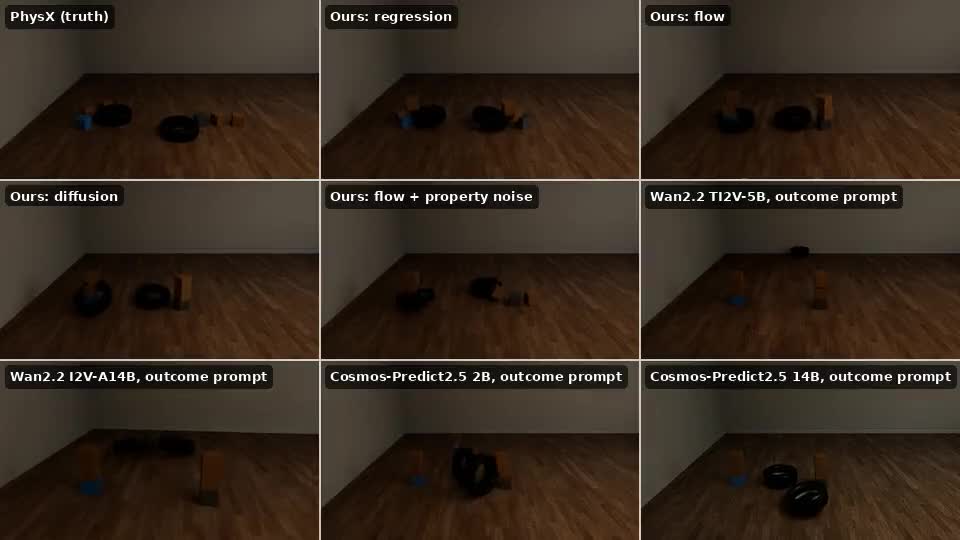 PhysX (truth)
Ours: regression
Ours: flow
Ours: diffusion
Ours: flow + property noise
Wan2.2 TI2V-5B, outcome prompt
Wan2.2 I2V-A14B, outcome prompt
Cosmos-Predict2.5 2B, outcome prompt
Cosmos-Predict2.5 14B, outcome prompt